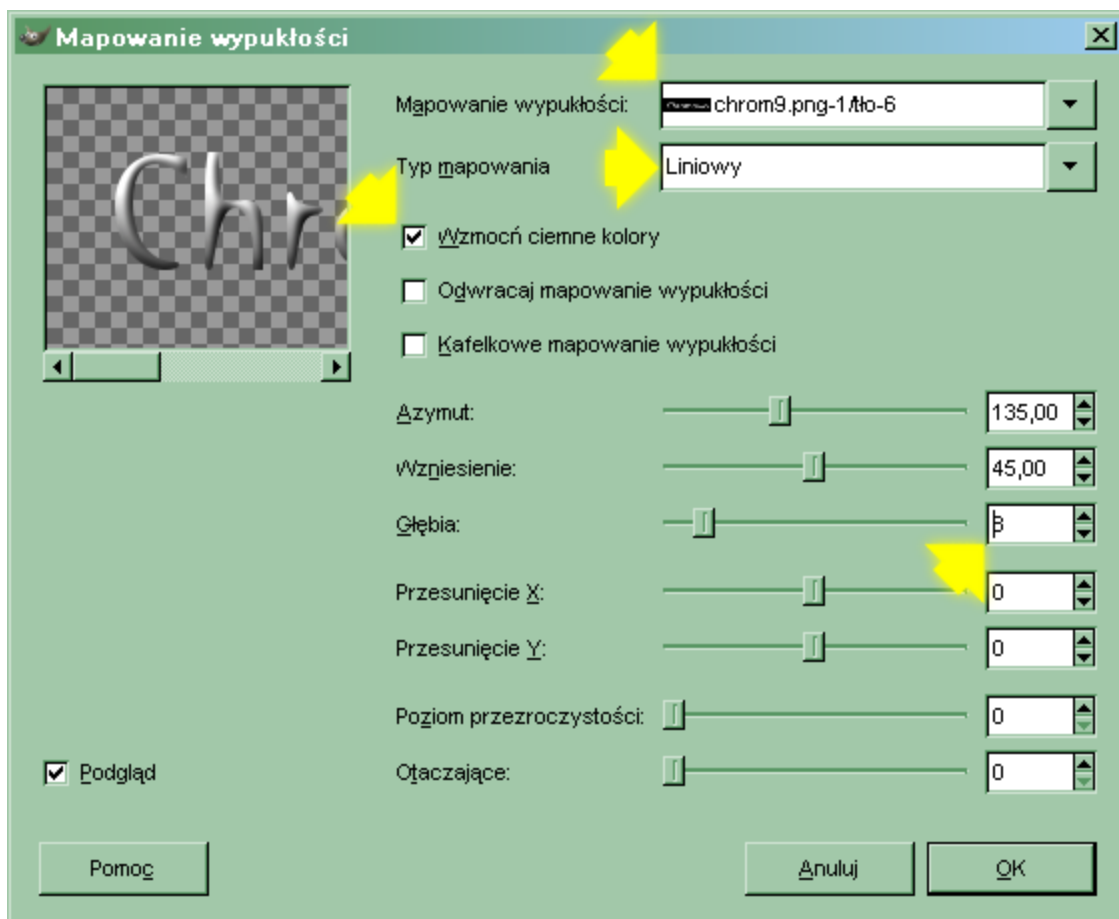 Mapowanie wypukłości
Chro
Mapowanie wypukłości:
chrom9.png-1/tło-6
Typ mapowania
Liniowy
Wzmocń ciemne kolory
Odwracaj mapowanie wypukłości
Kafelkowe mapowanie wypukłości
Azymut:
135,00
Wzniesienie:
45,00
Głębia:
3
Przesunięcie X:
0
Przesunięcie Y:
0
Poziom przezroczystości:
0
Podgląd
Otaczające:
0
Pomoc
Anuluj
OK